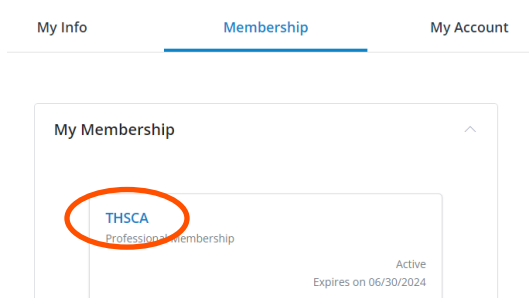 My Info Membership My Account
My Membership
THSCA
Professional Membership
Active
Expires on 06/30/2024